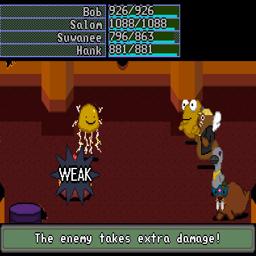 Bob 926/926
Salom 1088/1088
Suwanee 796/863
Hank 881/881
WEAK
The enemy takes extra damage!